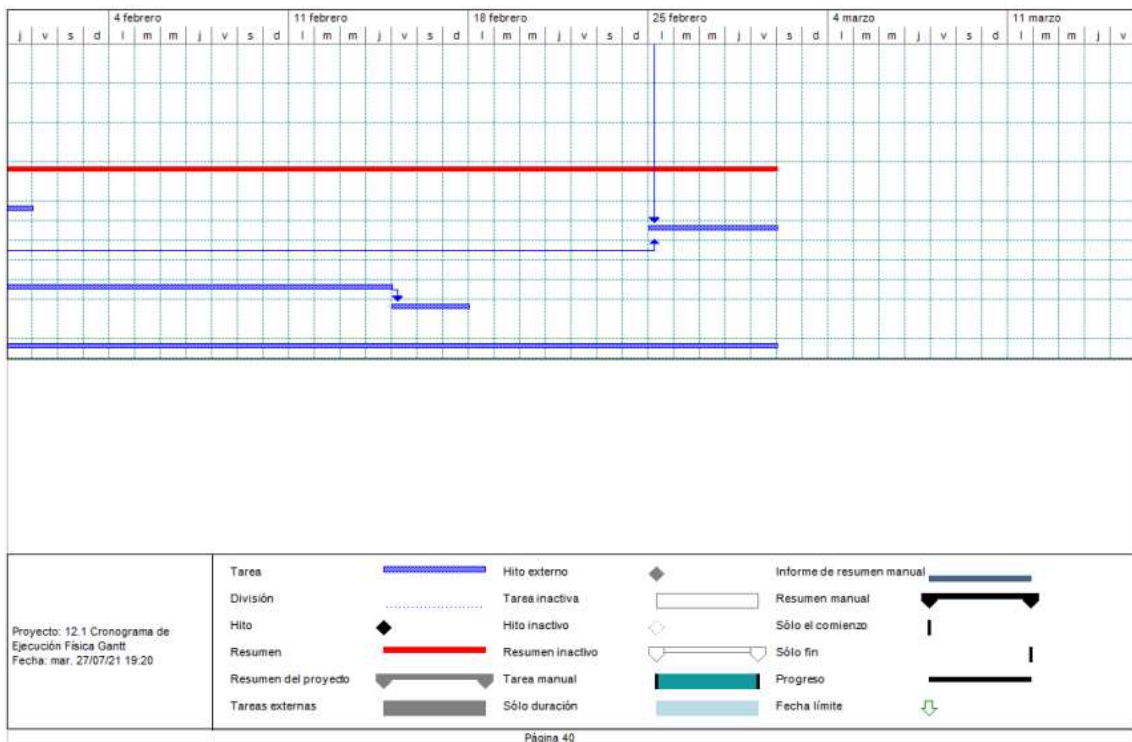 4 febrero 11 febrero 18 febrero 25 febrero 4 marzo 11 marzo
j v s d l m m j v s d l m m j v s d l m m j v s d l m m j v s d l m m j v s d l m m j v
Tarea Hito externo Informe de resumen manual
División Tarea inactiva Resumen manual
Hito Hito inactivo Sólo el comienzo
Proyecto: 12.1 Cronograma de
Ejecución Física Gantt
Fecha: mar. 27/07/21 19:20
Resumen Resumen inactivo Sólo fin
Resumen del proyecto Tarea manual Progreso
Tareas externas Sólo duración Fecha límite
Página 40